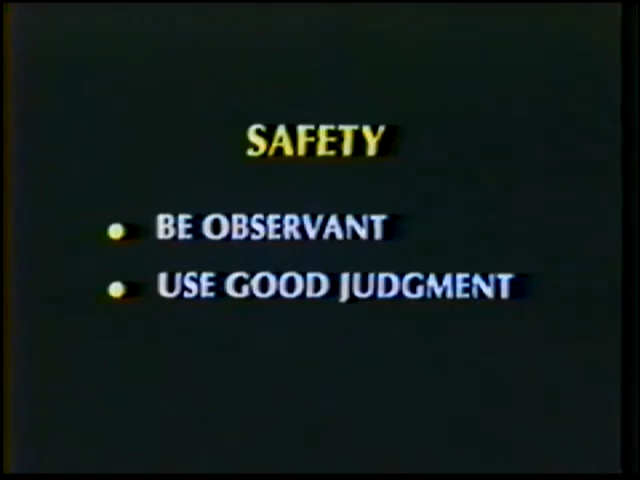 SAFETY
• BE OBSERVANT
• USE GOOD JUDGMENT